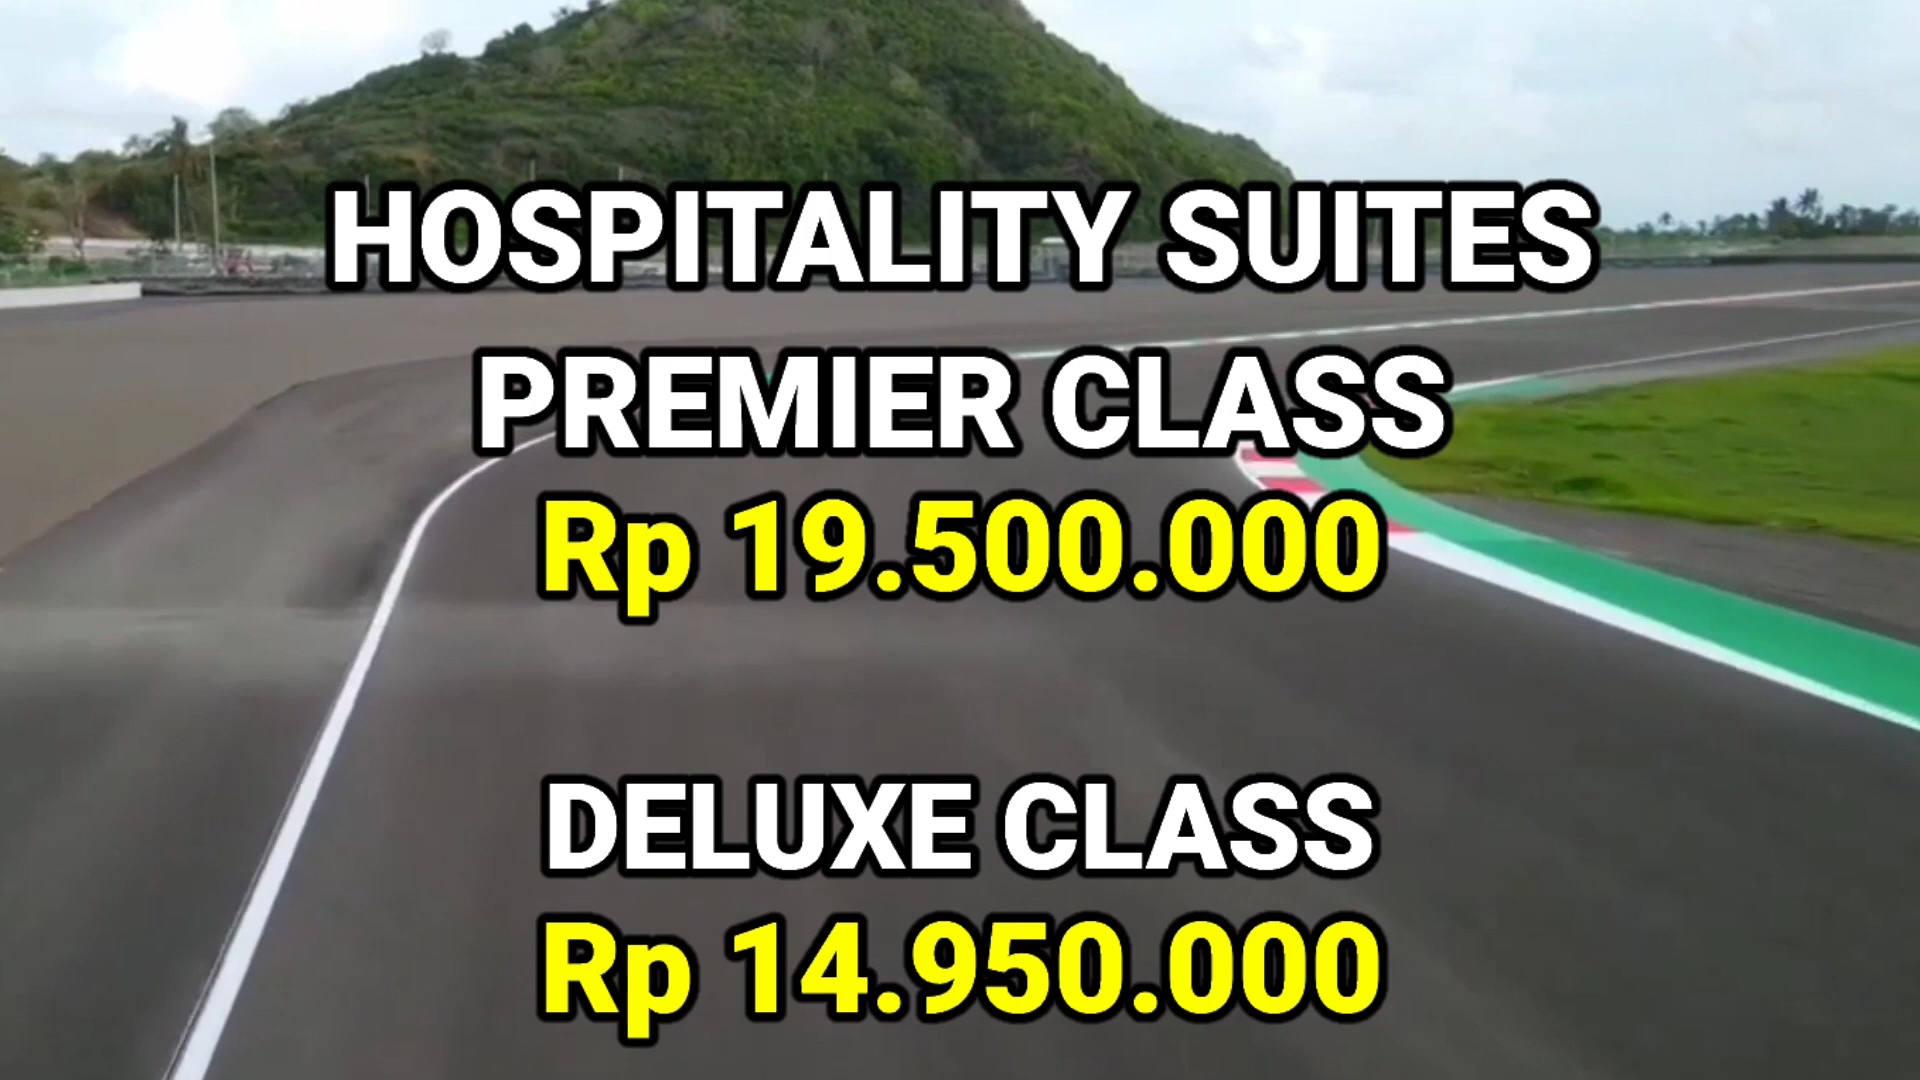 HOSPITALITY SUITES
PREMIER CLASS
Rp 19.500.000
DELUXE CLASS
Rp 14.950.000